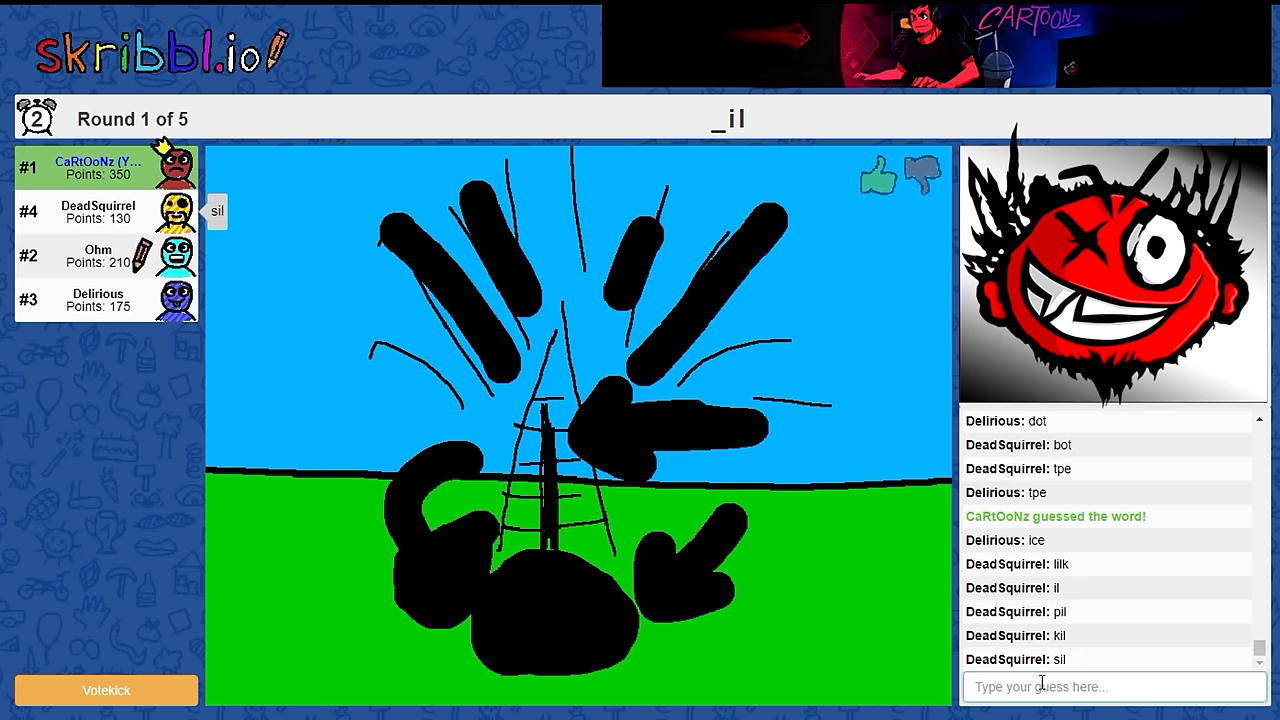 skribbl.io
CARTOONZ
2
Round 1 of 5
_il
#1
CaRtOoNz (Y...
Points: 350
#4
DeadSquirrel
Points: 130
sil
#2
Ohm
Points: 210
#3
Delirious
Points: 175
Votekick
Delirious: dot
DeadSquirrel: bot
DeadSquirrel: tpe
Delirious: tpe
CaRtOoNz guessed the word!
Delirious: ice
DeadSquirrel: lilk
DeadSquirrel: il
DeadSquirrel: pil
DeadSquirrel: kil
DeadSquirrel: sil
Type your guess here...